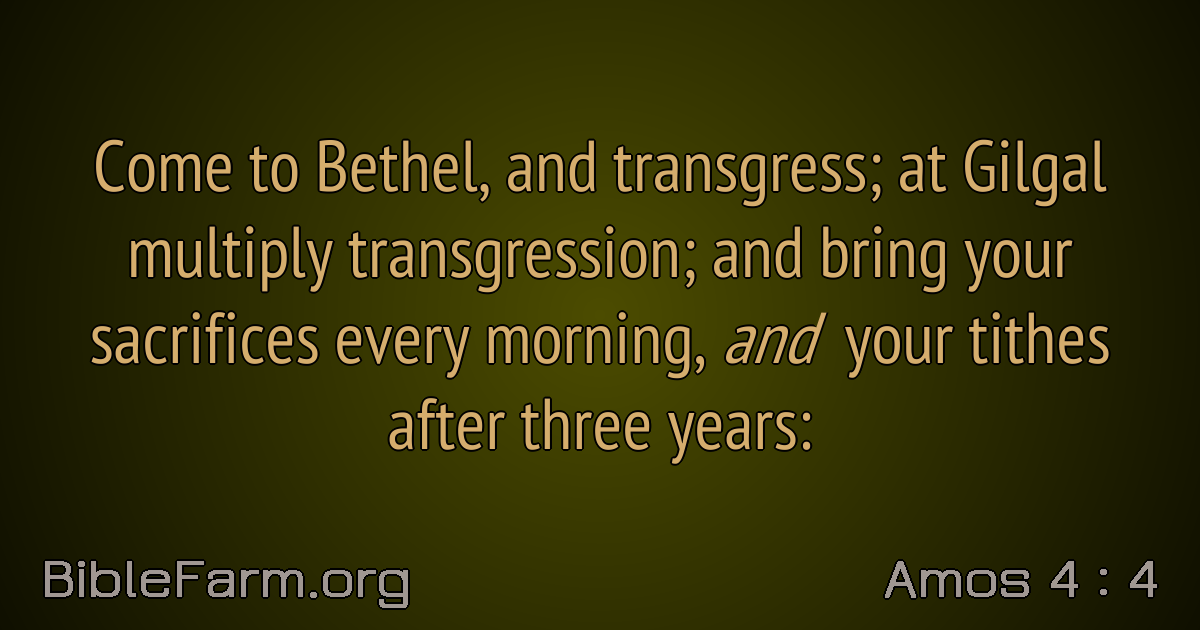 Come to Bethel, and transgress; at Gilgal
multiply transgression; and bring your
sacrifices every morning, and your tithes
after three years:
BibleFarm.org
Amos 4 : 4